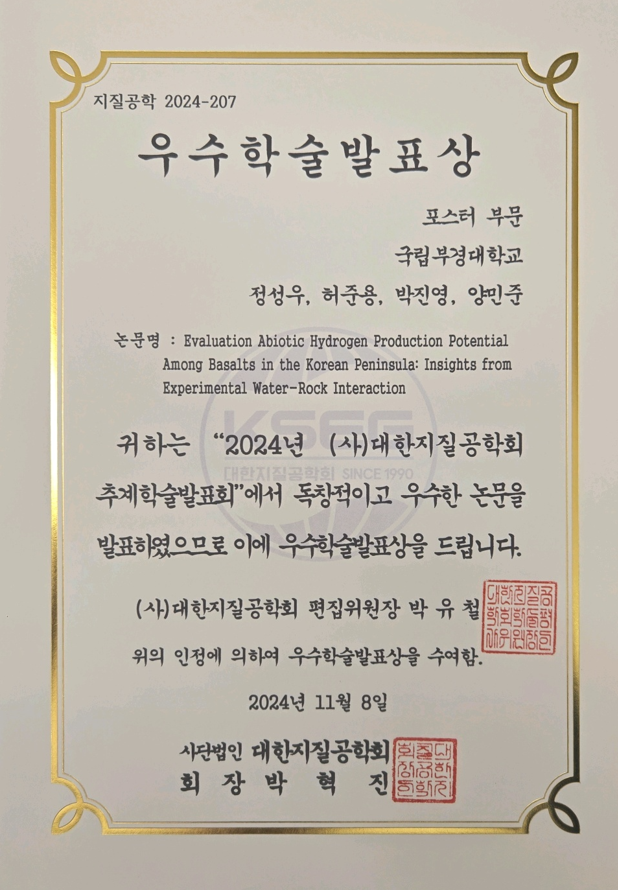 지질공학 2024-207
우수학술발표상
포스터 부문
국립부경대학교
정성우, 허준용, 박진영, 양민준
논문명 : Evaluation Abiotic Hydrogen Production Potential
Among Basalts in the Korean Peninsula: Insights from
Experimental Water-Rock Interaction
KSEG
귀하는 “2024년 (사)대한지질공학회
대한지질공학회 SINCE 1990
추계학술발표회”에서 독창적이고 우수한 논문을
발표하였으므로 이에 우수학술발표상을 드립니다.
(사)대한지질공학회 편집위원장 박 유 철
위의 인정에 의하여 우수학술발표상을 수여함.
2024년 11월 8일
사단법인 대한지질공학회
회 장 박 혁 진